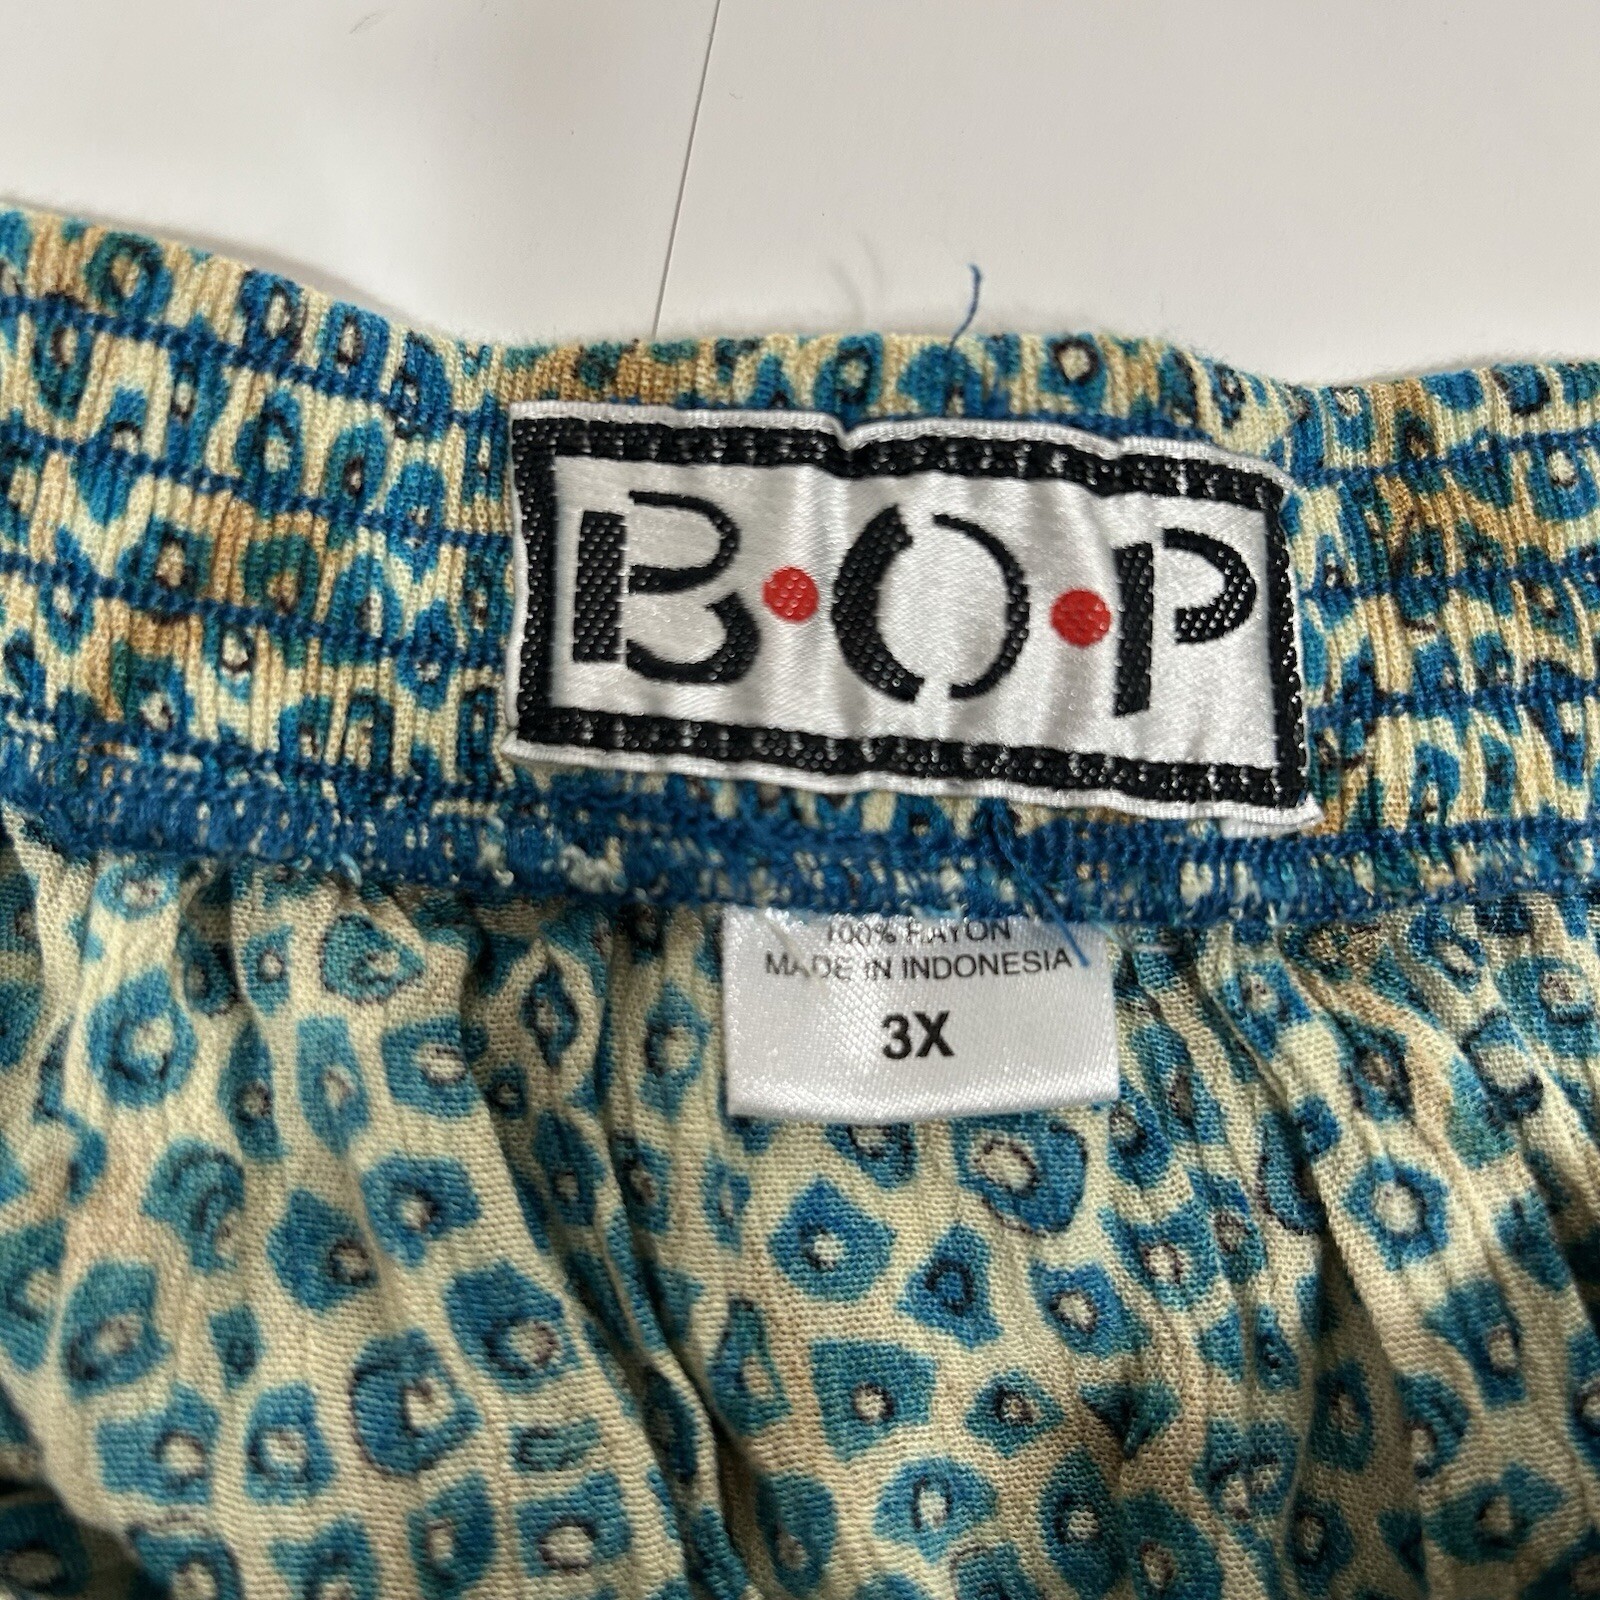 B•O•P
100% RAYON
MADE IN INDONESIA
3X